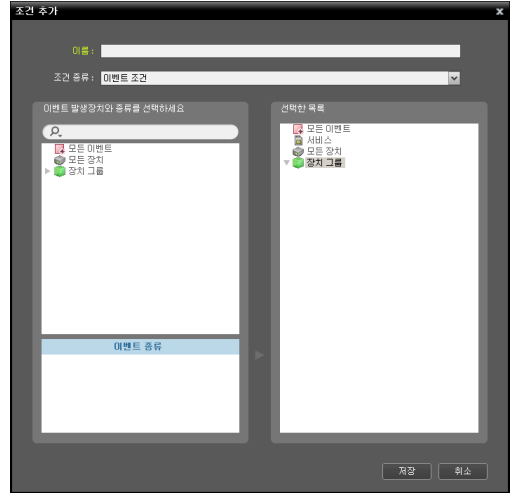 조건 추가
x
이름 :
조건 종류 : 이벤트 조건
이벤트 발생장치와 종류를 선택하세요
모든 이벤트
모든 장치
장치 그룹
이벤트 종류
선택한 목록
모든 이벤트
서비스
모든 장치
장치 그룹
저장
취소